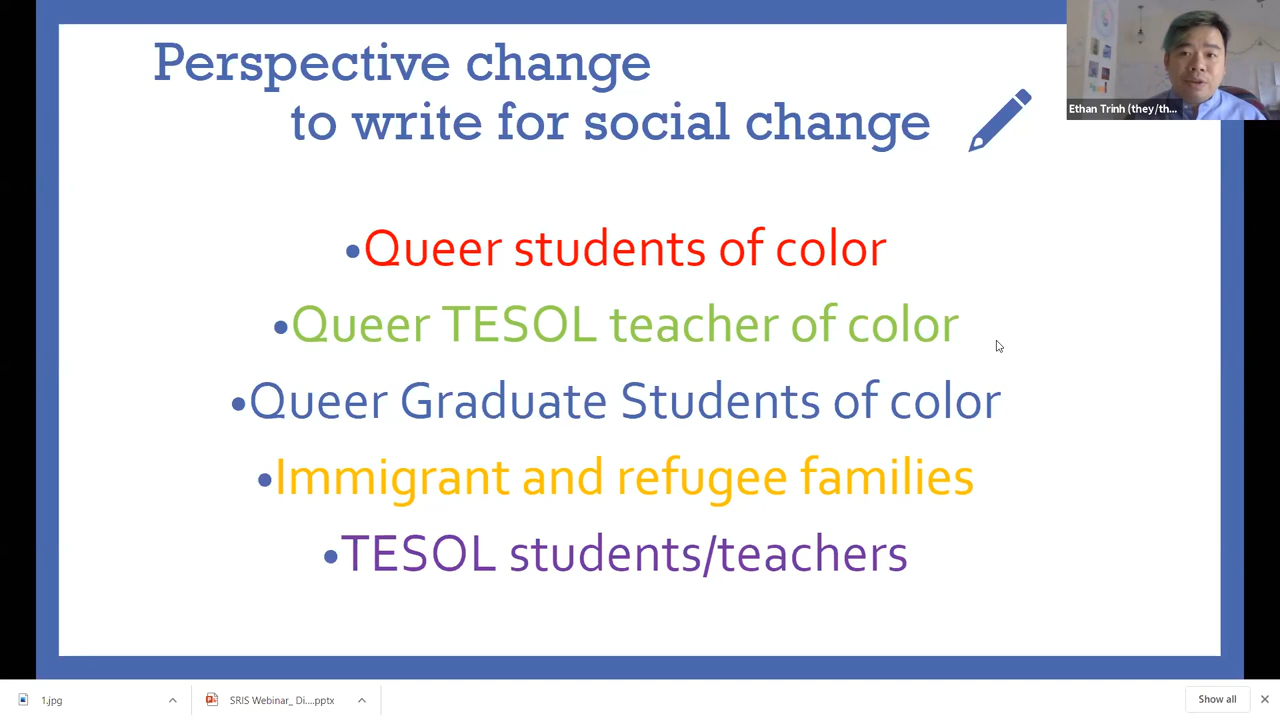 Perspective change
to write for social change
Ethan Trinh (they/th...
•Queer students of color
•Queer TESOL teacher of color
•Queer Graduate Students of color
•Immigrant and refugee families
•TESOL students/teachers
1.jpg
SRIS Webinar_ Di....pptx
Show all